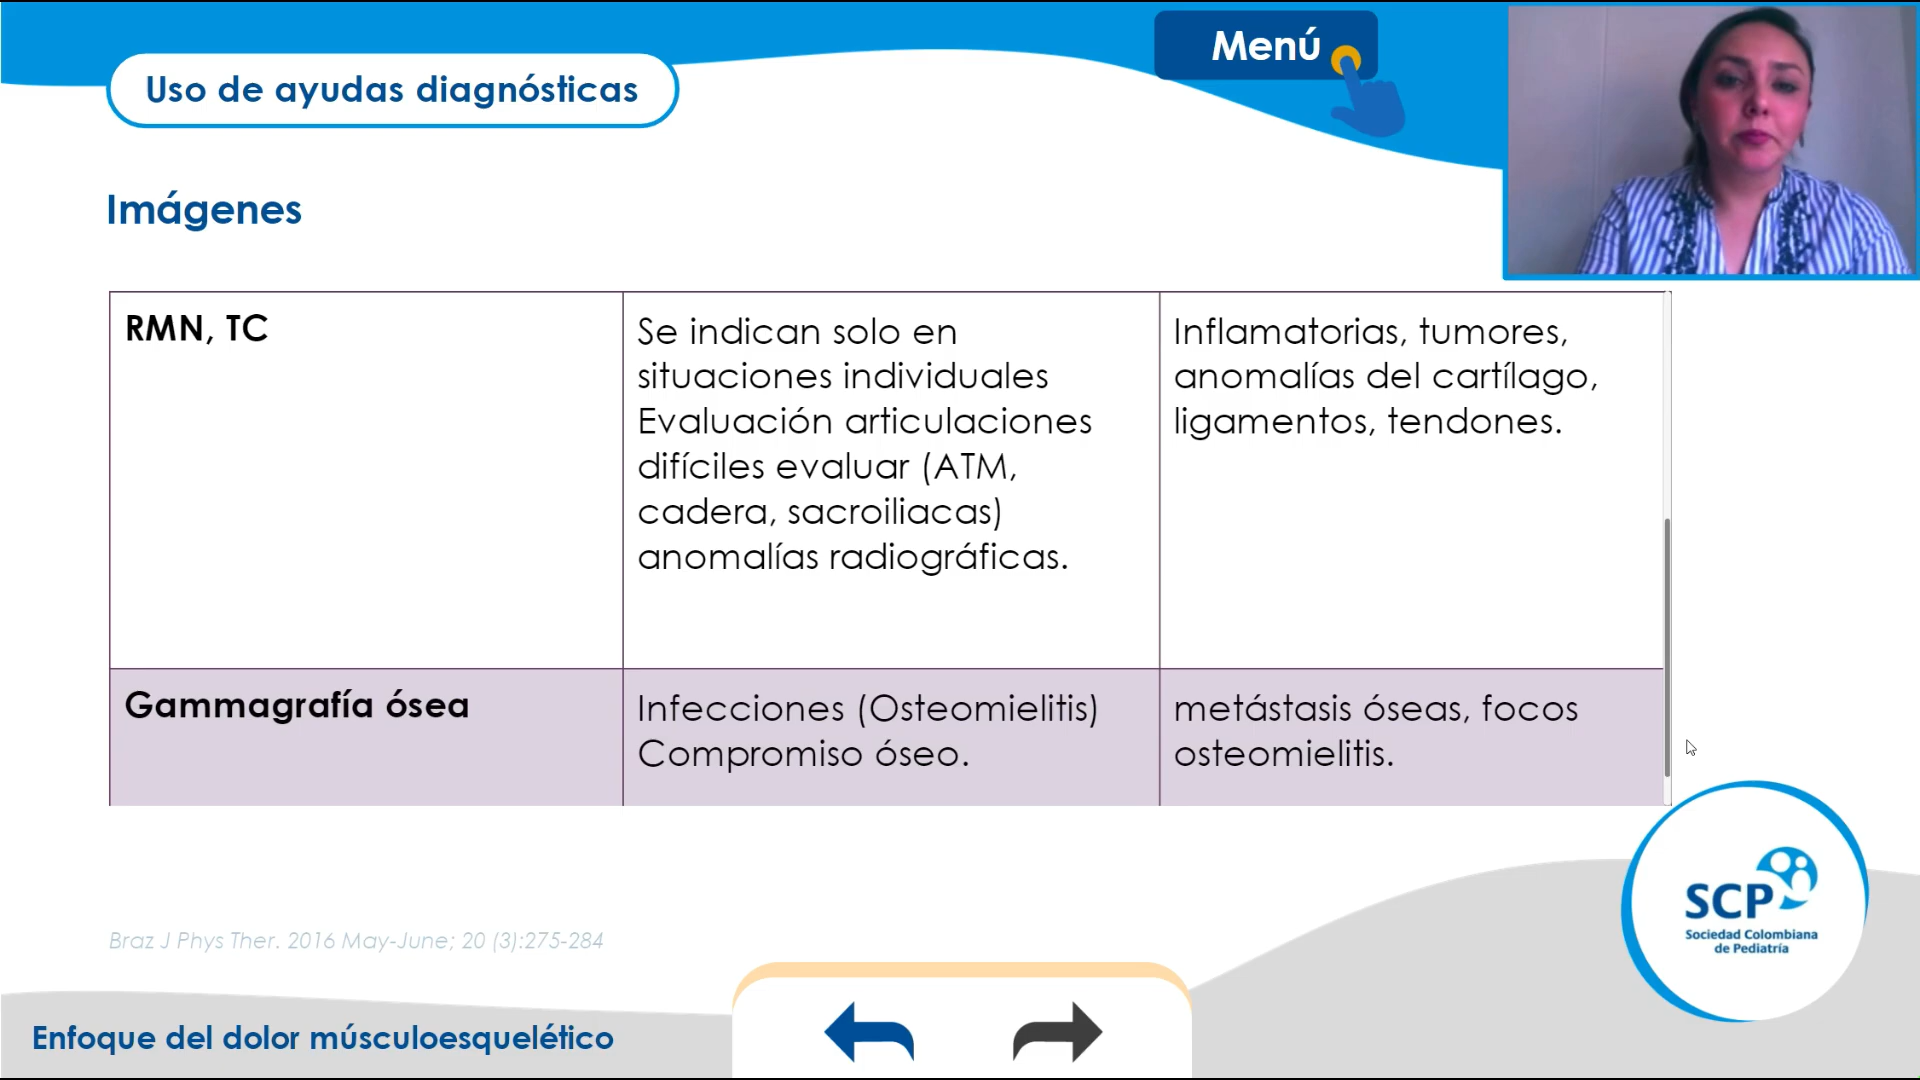 Menú
Uso de ayudas diagnósticas
Imágenes
RMN, TC
Se indican solo en
situaciones individuales
Evaluación articulaciones
difíciles evaluar (ATM,
cadera, sacroiliacas)
anomalías radiográficas.
Inflamatorias, tumores,
anomalías del cartílago,
ligamentos, tendones.
Gammagrafía ósea
Infecciones (Osteomielitis)
Compromiso óseo.
metástasis óseas, focos
osteomielitis.
SCP
Sociedad Colombiana
de Pediatría
Braz J Phys Ther. 2016 May-June; 20 (3):275-284
Enfoque del dolor músculoesquelético